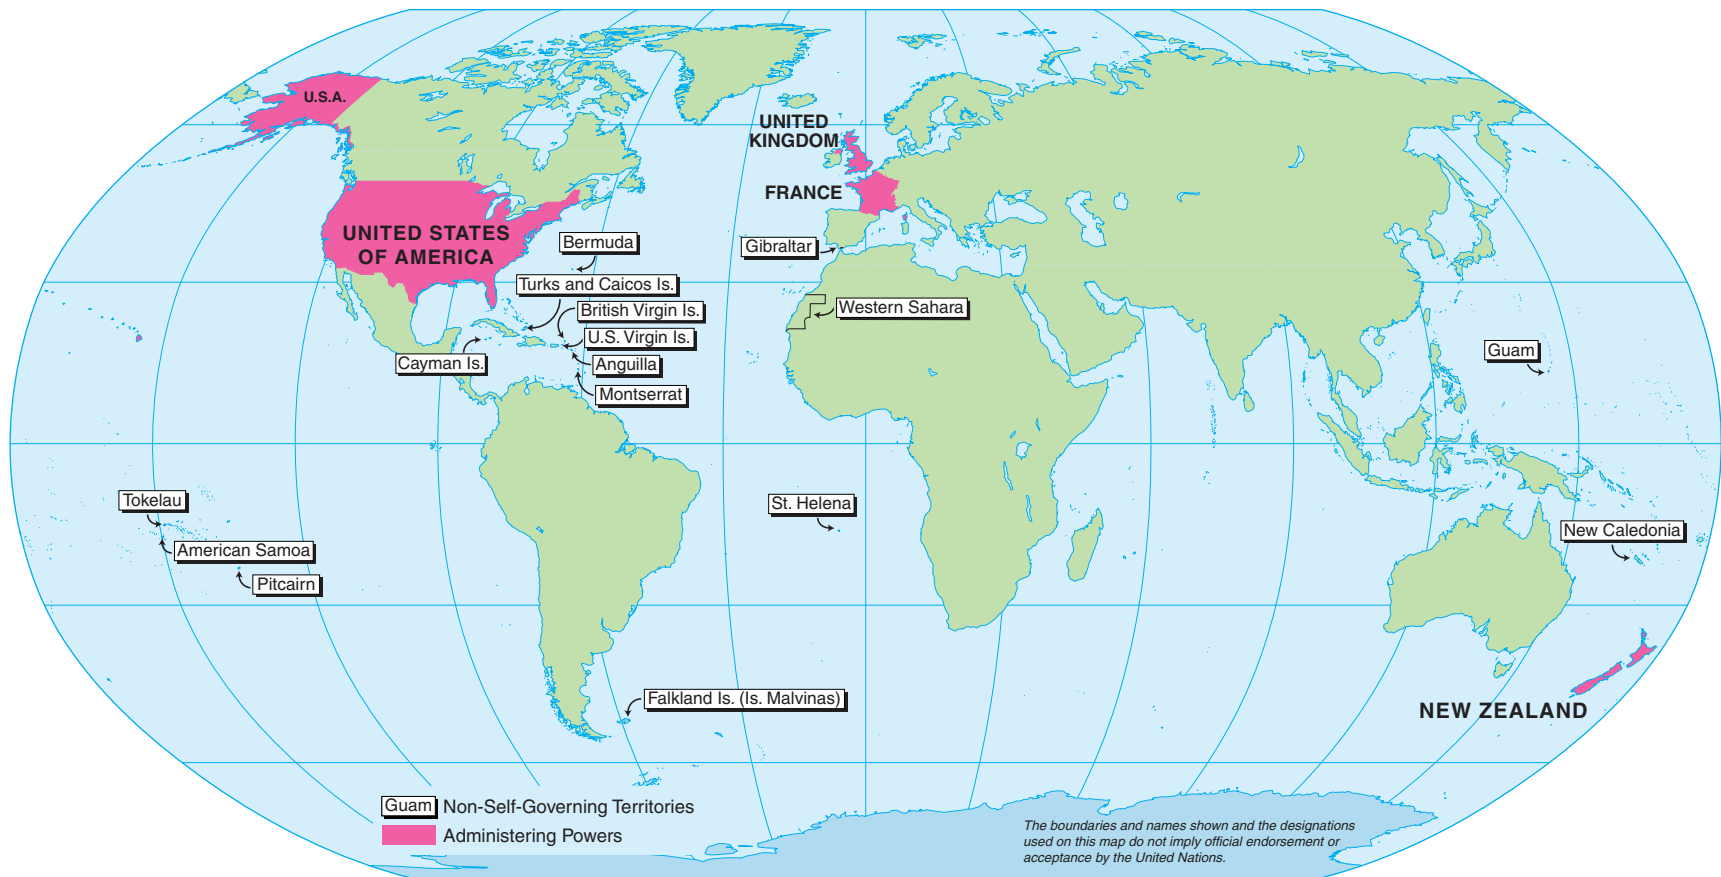 U.S.A.
UNITED
KINGDOM
FRANCE
UNITED STATES
OF AMERICA
Bermuda
Gibraltar
Turks and Caicos Is.
British Virgin Is.
Western Sahara
U.S. Virgin Is.
Cayman Is.
Anguilla
Guam
Montserrat
Tokelau
St. Helena
American Samoa
New Caledonia
Pitcairn
Falkland Is. (Is. Malvinas)
NEW ZEALAND
Guam Non-Self-Governing Territories
Administering Powers
The boundaries and names shown and the designations
used on this map do not imply official endorsement or
acceptance by the United Nations.